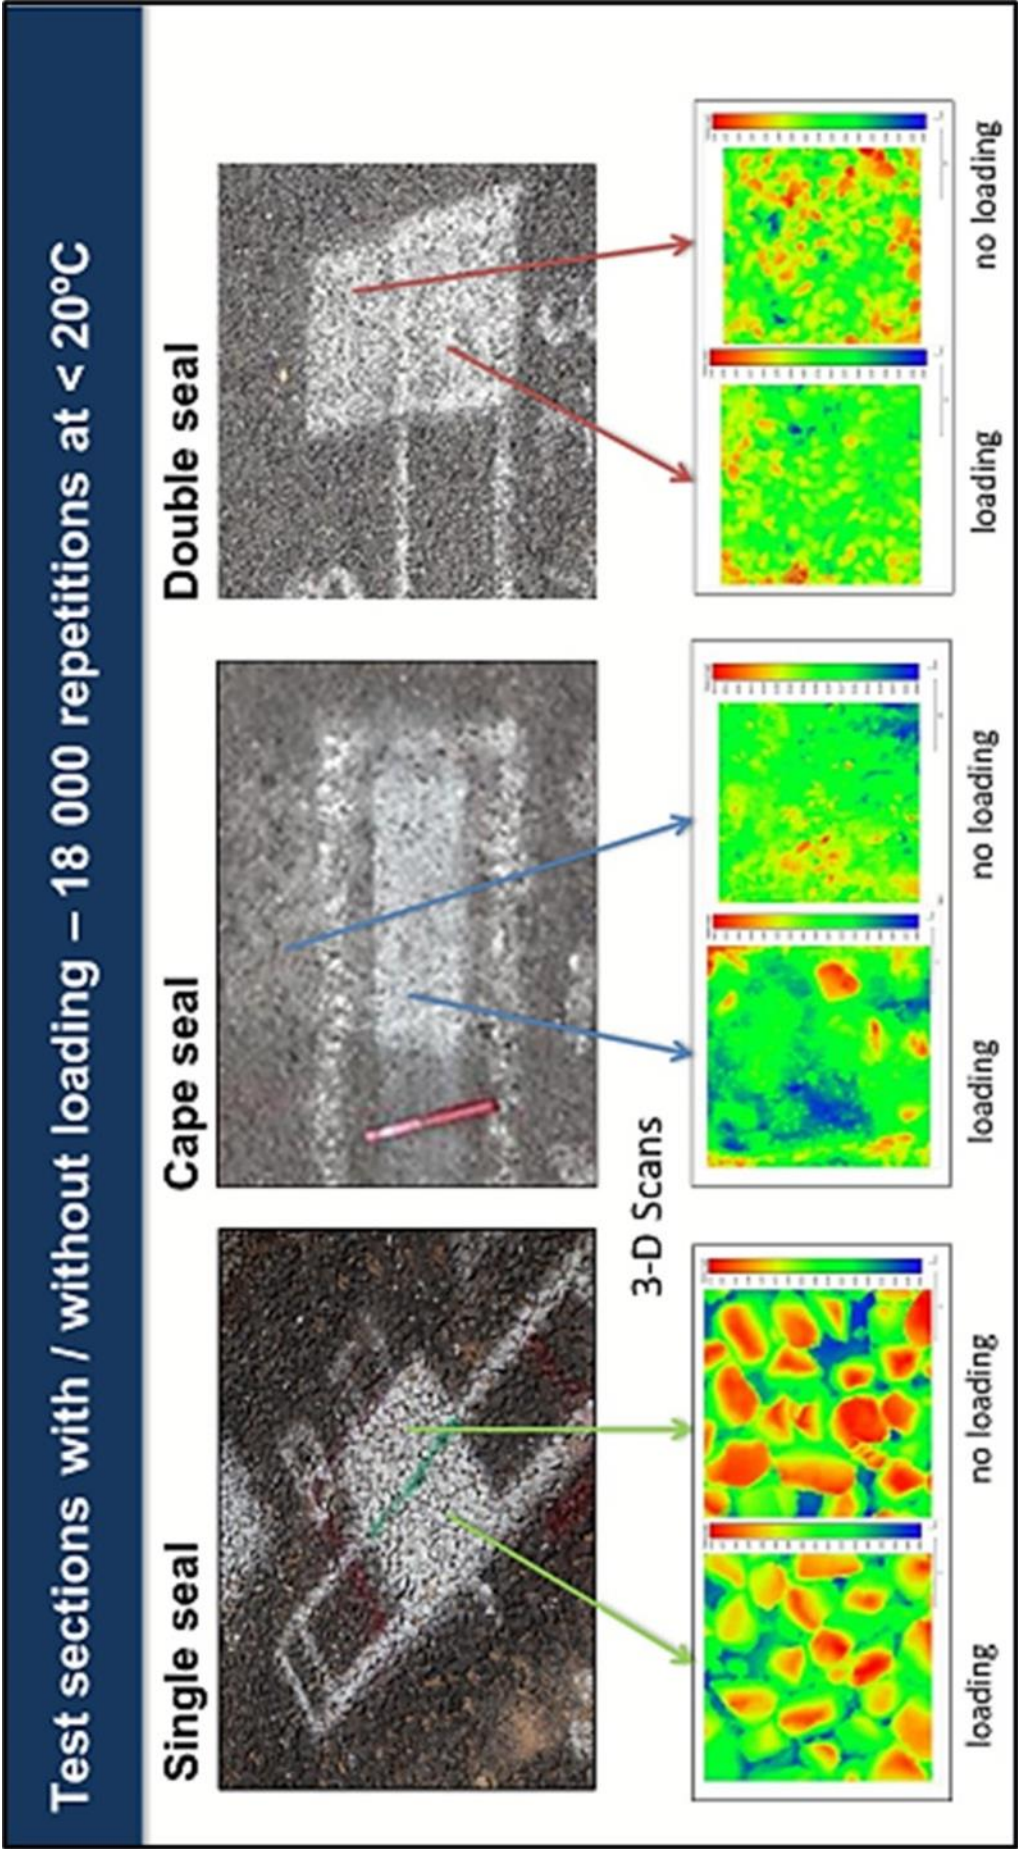 Test sections with / without loading – 18 000 repetitions at < 20ºC
Single seal
Cape seal
Double seal
3-D Scans
loading
no loading
loading
no loading
loading
no loading